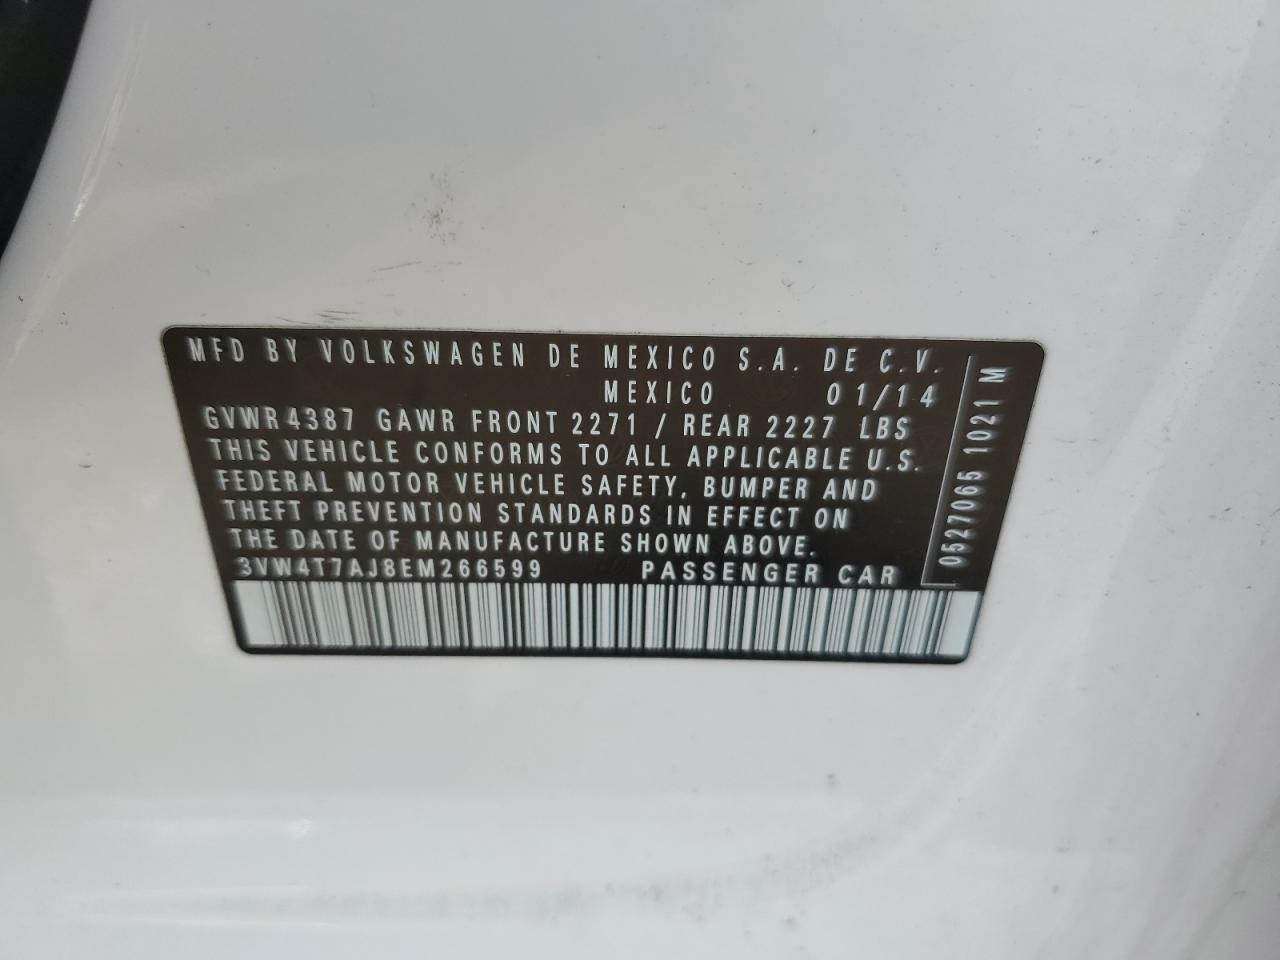 MFD BY VOLKSWAGEN DE MEXICO S.A. DE C.V.
MEXICO 01/14
GVWR 4387 GAWR FRONT 2271 / REAR 2227 LBS
THIS VEHICLE CONFORMS TO ALL APPLICABLE U.S.
FEDERAL MOTOR VEHICLE SAFETY, BUMPER AND
THEFT PREVENTION STANDARDS IN EFFECT ON
THE DATE OF MANUFACTURE SHOWN ABOVE.
3VW4T7AJ8EM266599 PASSENGER CAR
0527065 1021 M